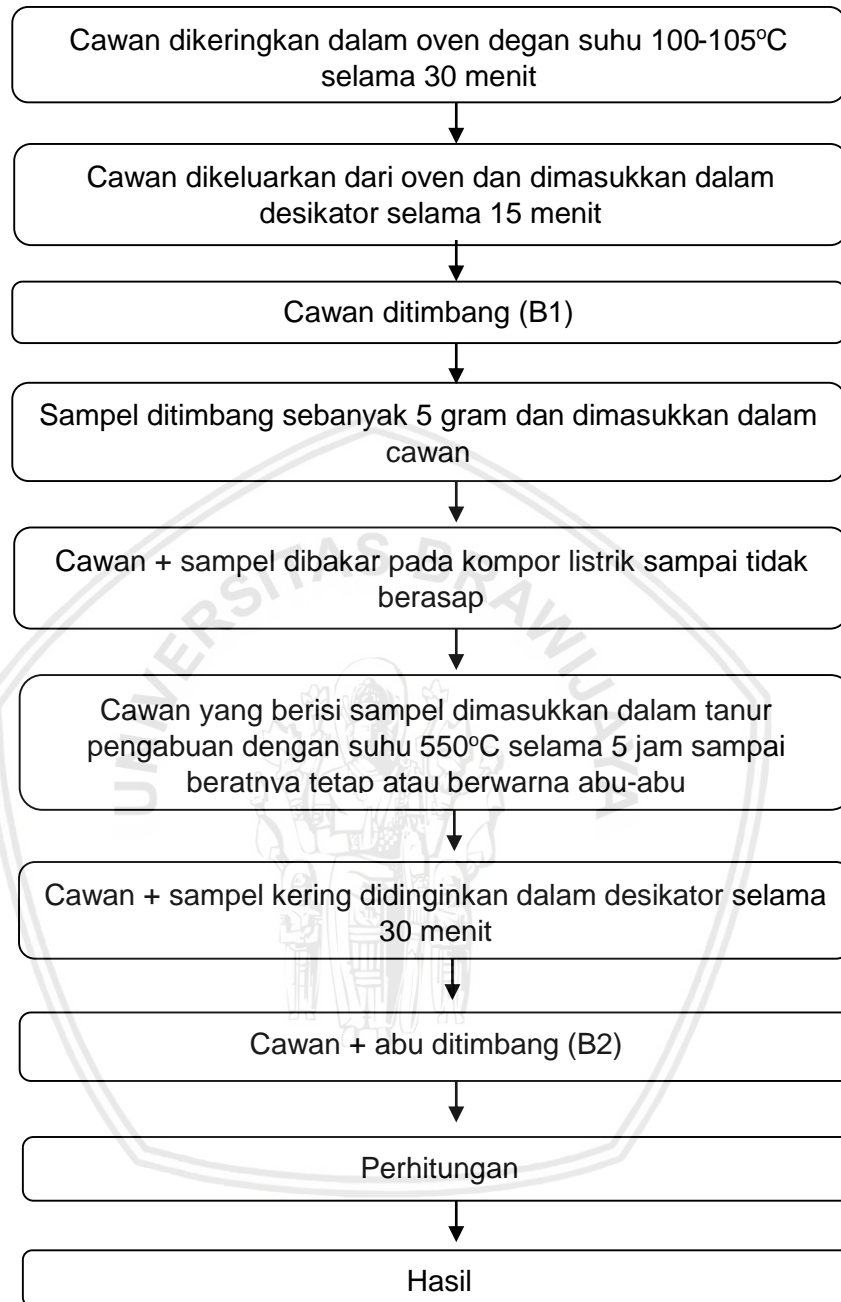 Cawan dikeringkan dalam oven degan suhu 100-105ºC
selama 30 menit
Cawan dikeluarkan dari oven dan dimasukkan dalam
desikator selama 15 menit
Cawan ditimbang (B1)
Sampel ditimbang sebanyak 5 gram dan dimasukkan dalam
cawan
Cawan + sampel dibakar pada kompor listrik sampai tidak
berasap
Cawan yang berisi sampel dimasukkan dalam tanur
pengabuan dengan suhu 550ºC selama 5 jam sampai
beratnya tetap atau berwarna abu-abu
Cawan + sampel kering didinginkan dalam desikator selama
30 menit
Cawan + abu ditimbang (B2)
Perhitungan
Hasil
UNIVERSITAS BRAWIJAYA